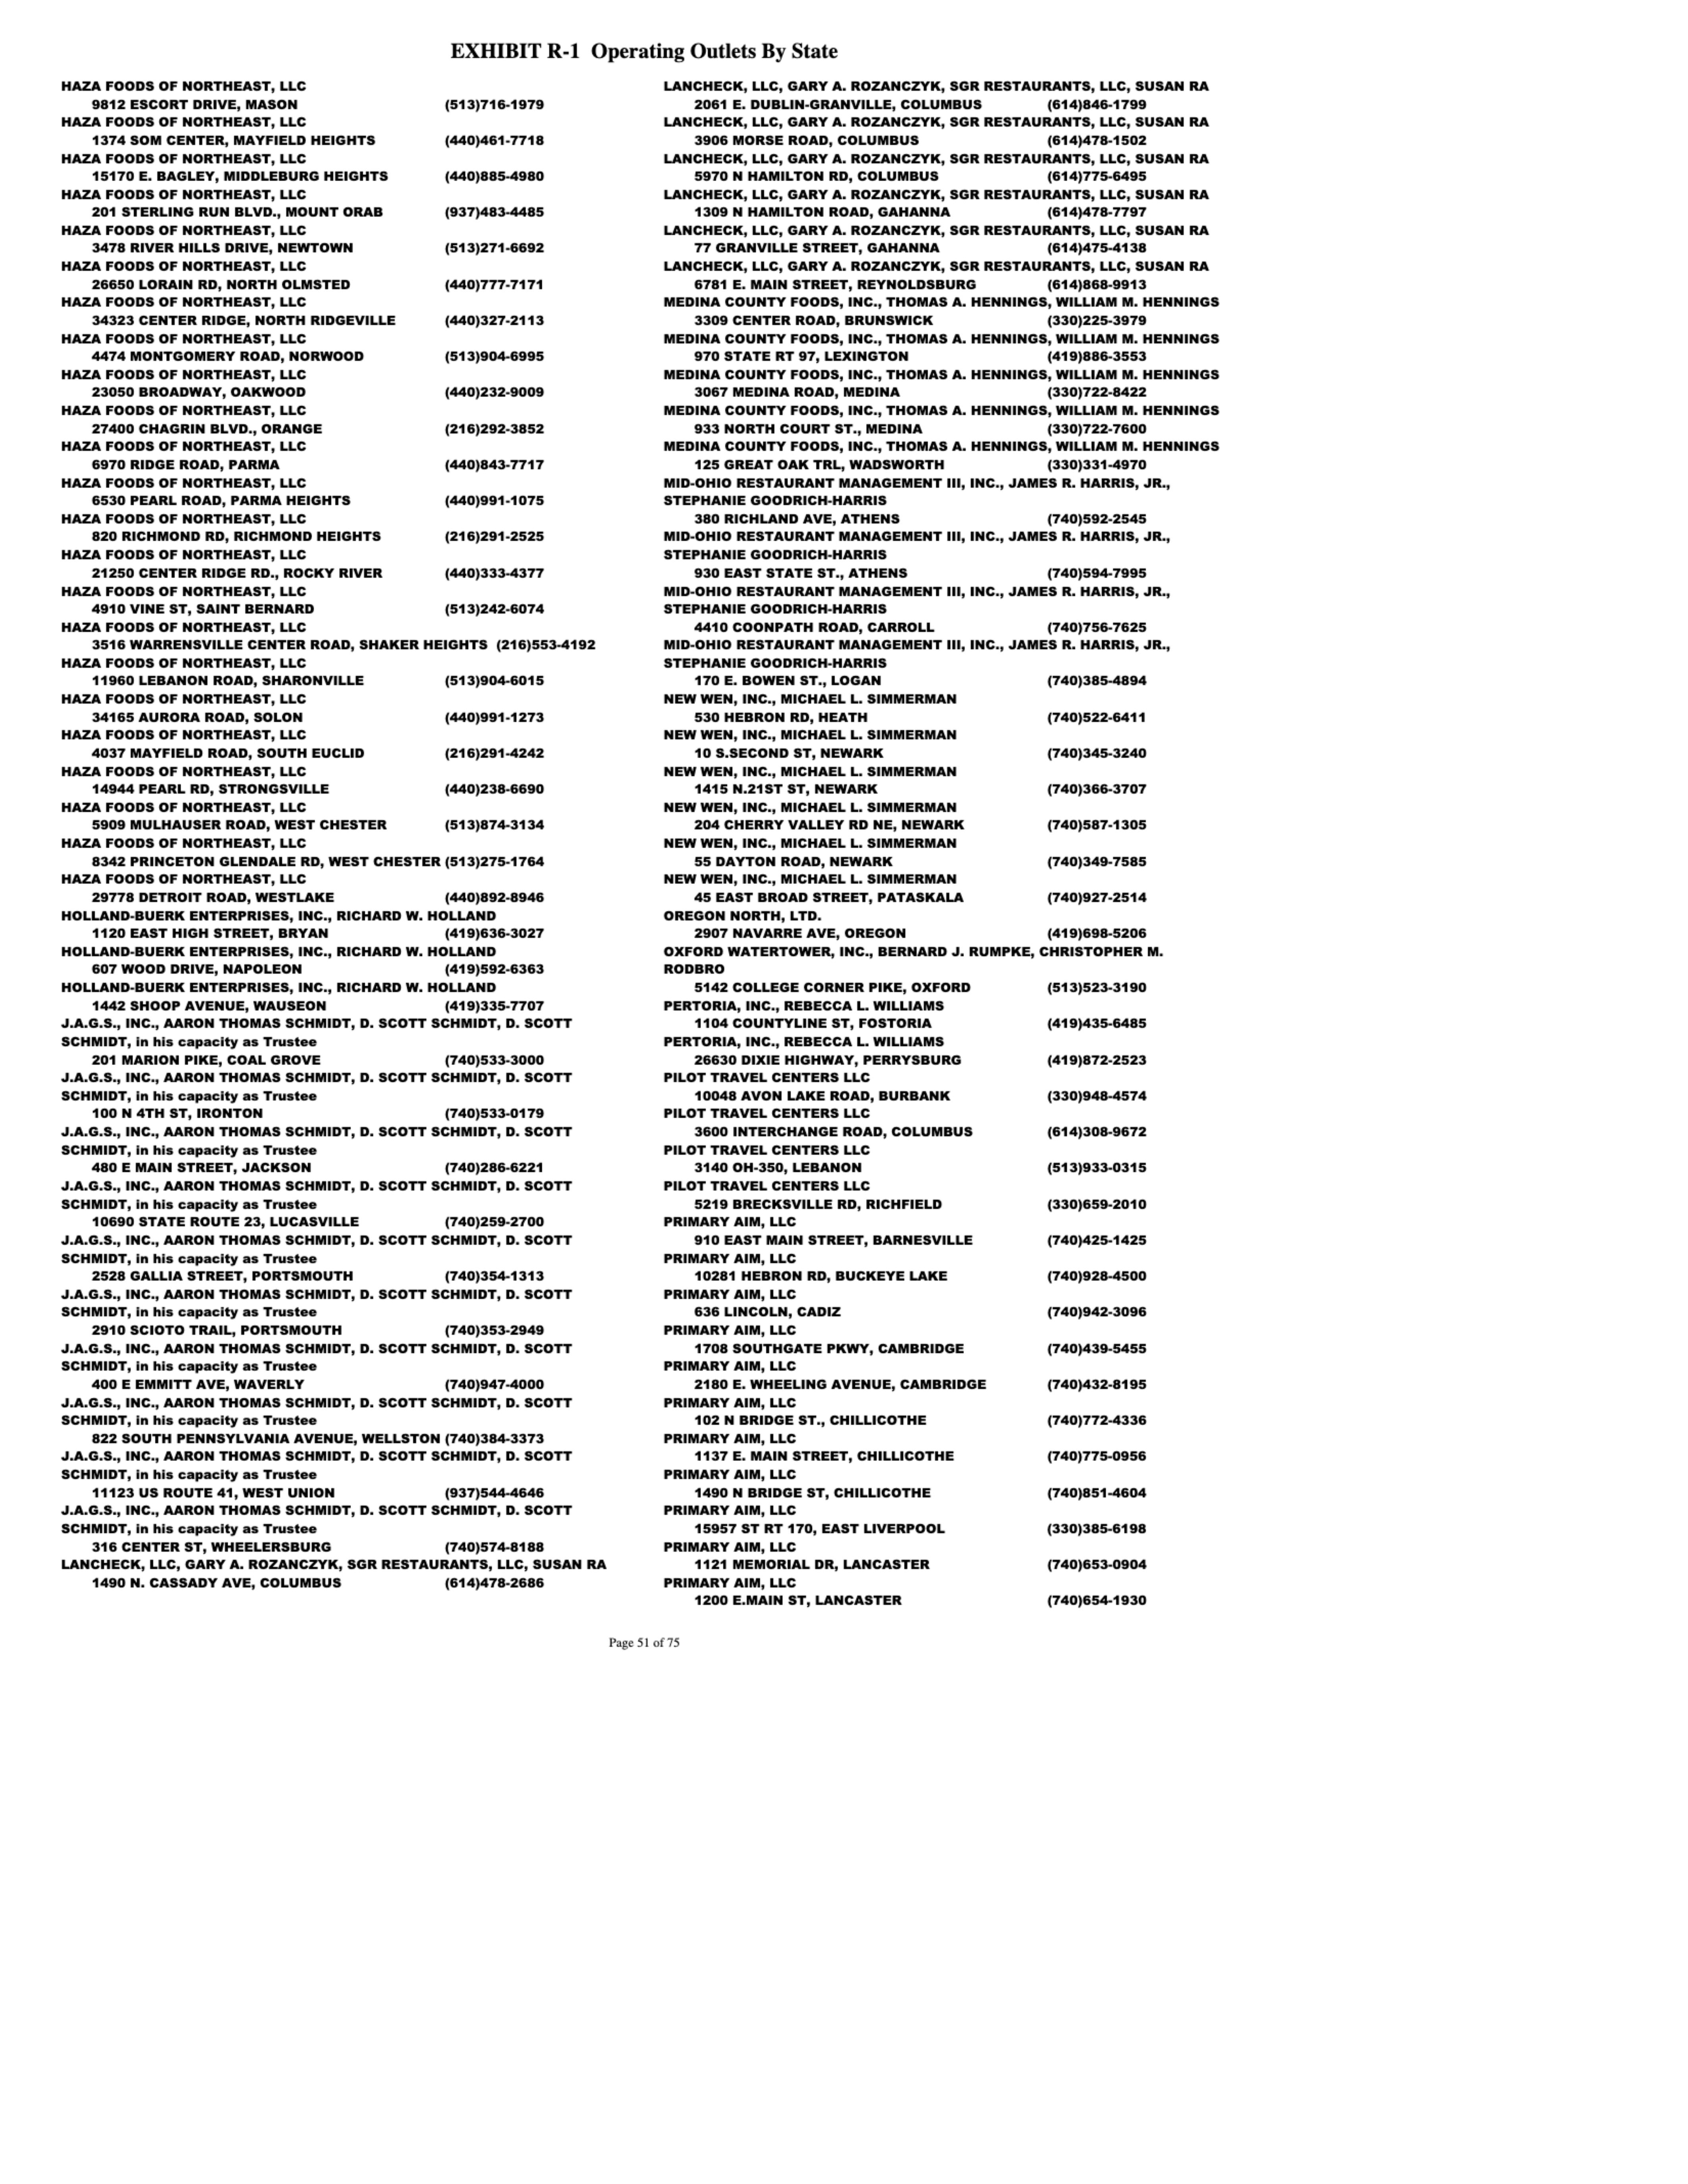 EXHIBIT R-1 Operating Outlets By State
HAZA FOODS OF NORTHEAST, LLC
9812 ESCORT DRIVE, MASON (513)716-1979
HAZA FOODS OF NORTHEAST, LLC
1374 SOM CENTER, MAYFIELD HEIGHTS (440)461-7718
HAZA FOODS OF NORTHEAST, LLC
15170 E. BAGLEY, MIDDLEBURG HEIGHTS (440)885-4980
HAZA FOODS OF NORTHEAST, LLC
201 STERLING RUN BLVD., MOUNT ORAB (937)483-4485
HAZA FOODS OF NORTHEAST, LLC
3478 RIVER HILLS DRIVE, NEWTOWN (513)271-6692
HAZA FOODS OF NORTHEAST, LLC
26650 LORAIN RD, NORTH OLMSTED (440)777-7171
HAZA FOODS OF NORTHEAST, LLC
34323 CENTER RIDGE, NORTH RIDGEVILLE (440)327-2113
HAZA FOODS OF NORTHEAST, LLC
4474 MONTGOMERY ROAD, NORWOOD (513)904-6995
HAZA FOODS OF NORTHEAST, LLC
23050 BROADWAY, OAKWOOD (440)232-9009
HAZA FOODS OF NORTHEAST, LLC
27400 CHAGRIN BLVD., ORANGE (216)292-3852
HAZA FOODS OF NORTHEAST, LLC
6970 RIDGE ROAD, PARMA (440)843-7717
HAZA FOODS OF NORTHEAST, LLC
6530 PEARL ROAD, PARMA HEIGHTS (440)991-1075
HAZA FOODS OF NORTHEAST, LLC
820 RICHMOND RD, RICHMOND HEIGHTS (216)291-2525
HAZA FOODS OF NORTHEAST, LLC
21250 CENTER RIDGE RD., ROCKY RIVER (440)333-4377
HAZA FOODS OF NORTHEAST, LLC
4910 VINE ST, SAINT BERNARD (513)242-6074
HAZA FOODS OF NORTHEAST, LLC
3516 WARRENSVILLE CENTER ROAD, SHAKER HEIGHTS (216)553-4192
HAZA FOODS OF NORTHEAST, LLC
11960 LEBANON ROAD, SHARONVILLE (513)904-6015
HAZA FOODS OF NORTHEAST, LLC
34165 AURORA ROAD, SOLON (440)991-1273
HAZA FOODS OF NORTHEAST, LLC
4037 MAYFIELD ROAD, SOUTH EUCLID (216)291-4242
HAZA FOODS OF NORTHEAST, LLC
14944 PEARL RD, STRONGSVILLE (440)238-6690
HAZA FOODS OF NORTHEAST, LLC
5909 MULHAUSER ROAD, WEST CHESTER (513)874-3134
HAZA FOODS OF NORTHEAST, LLC
8342 PRINCETON GLENDALE RD, WEST CHESTER (513)275-1764
HAZA FOODS OF NORTHEAST, LLC
29778 DETROIT ROAD, WESTLAKE (440)892-8946
HOLLAND-BUERK ENTERPRISES, INC., RICHARD W. HOLLAND
1120 EAST HIGH STREET, BRYAN (419)636-3027
HOLLAND-BUERK ENTERPRISES, INC., RICHARD W. HOLLAND
607 WOOD DRIVE, NAPOLEON (419)592-6363
HOLLAND-BUERK ENTERPRISES, INC., RICHARD W. HOLLAND
1442 SHOOP AVENUE, WAUSEON (419)335-7707
J.A.G.S., INC., AARON THOMAS SCHMIDT, D. SCOTT SCHMIDT, D. SCOTT
SCHMIDT, in his capacity as Trustee
201 MARION PIKE, COAL GROVE (740)533-3000
J.A.G.S., INC., AARON THOMAS SCHMIDT, D. SCOTT SCHMIDT, D. SCOTT
SCHMIDT, in his capacity as Trustee
100 N 4TH ST, IRONTON (740)533-0179
J.A.G.S., INC., AARON THOMAS SCHMIDT, D. SCOTT SCHMIDT, D. SCOTT
SCHMIDT, in his capacity as Trustee
480 E MAIN STREET, JACKSON (740)286-6221
J.A.G.S., INC., AARON THOMAS SCHMIDT, D. SCOTT SCHMIDT, D. SCOTT
SCHMIDT, in his capacity as Trustee
10690 STATE ROUTE 23, LUCASVILLE (740)259-2700
J.A.G.S., INC., AARON THOMAS SCHMIDT, D. SCOTT SCHMIDT, D. SCOTT
SCHMIDT, in his capacity as Trustee
2528 GALLIA STREET, PORTSMOUTH (740)354-1313
J.A.G.S., INC., AARON THOMAS SCHMIDT, D. SCOTT SCHMIDT, D. SCOTT
SCHMIDT, in his capacity as Trustee
2910 SCIOTO TRAIL, PORTSMOUTH (740)353-2949
J.A.G.S., INC., AARON THOMAS SCHMIDT, D. SCOTT SCHMIDT, D. SCOTT
SCHMIDT, in his capacity as Trustee
400 E EMMITT AVE, WAVERLY (740)947-4000
J.A.G.S., INC., AARON THOMAS SCHMIDT, D. SCOTT SCHMIDT, D. SCOTT
SCHMIDT, in his capacity as Trustee
822 SOUTH PENNSYLVANIA AVENUE, WELLSTON (740)384-3373
J.A.G.S., INC., AARON THOMAS SCHMIDT, D. SCOTT SCHMIDT, D. SCOTT
SCHMIDT, in his capacity as Trustee
11123 US ROUTE 41, WEST UNION (937)544-4646
J.A.G.S., INC., AARON THOMAS SCHMIDT, D. SCOTT SCHMIDT, D. SCOTT
SCHMIDT, in his capacity as Trustee
316 CENTER ST, WHEELERSBURG (740)574-8188
LANCHECK, LLC, GARY A. ROZANCZYK, SGR RESTAURANTS, LLC, SUSAN RA
1490 N. CASSADY AVE, COLUMBUS (614)478-2686
LANCHECK, LLC, GARY A. ROZANCZYK, SGR RESTAURANTS, LLC, SUSAN RA
2061 E. DUBLIN-GRANVILLE, COLUMBUS (614)846-1799
LANCHECK, LLC, GARY A. ROZANCZYK, SGR RESTAURANTS, LLC, SUSAN RA
3906 MORSE ROAD, COLUMBUS (614)478-1502
LANCHECK, LLC, GARY A. ROZANCZYK, SGR RESTAURANTS, LLC, SUSAN RA
5970 N HAMILTON RD, COLUMBUS (614)775-6495
LANCHECK, LLC, GARY A. ROZANCZYK, SGR RESTAURANTS, LLC, SUSAN RA
1309 N HAMILTON ROAD, GAHANNA (614)478-7797
LANCHECK, LLC, GARY A. ROZANCZYK, SGR RESTAURANTS, LLC, SUSAN RA
77 GRANVILLE STREET, GAHANNA (614)475-4138
LANCHECK, LLC, GARY A. ROZANCZYK, SGR RESTAURANTS, LLC, SUSAN RA
6781 E. MAIN STREET, REYNOLDSBURG (614)868-9913
MEDINA COUNTY FOODS, INC., THOMAS A. HENNINGS, WILLIAM M. HENNINGS
3309 CENTER ROAD, BRUNSWICK (330)225-3979
MEDINA COUNTY FOODS, INC., THOMAS A. HENNINGS, WILLIAM M. HENNINGS
970 STATE RT 97, LEXINGTON (419)886-3553
MEDINA COUNTY FOODS, INC., THOMAS A. HENNINGS, WILLIAM M. HENNINGS
3067 MEDINA ROAD, MEDINA (330)722-8422
MEDINA COUNTY FOODS, INC., THOMAS A. HENNINGS, WILLIAM M. HENNINGS
933 NORTH COURT ST., MEDINA (330)722-7600
MEDINA COUNTY FOODS, INC., THOMAS A. HENNINGS, WILLIAM M. HENNINGS
125 GREAT OAK TRL, WADSWORTH (330)331-4970
MID-OHIO RESTAURANT MANAGEMENT III, INC., JAMES R. HARRIS, JR.,
STEPHANIE GOODRICH-HARRIS
380 RICHLAND AVE, ATHENS (740)592-2545
MID-OHIO RESTAURANT MANAGEMENT III, INC., JAMES R. HARRIS, JR.,
STEPHANIE GOODRICH-HARRIS
930 EAST STATE ST., ATHENS (740)594-7995
MID-OHIO RESTAURANT MANAGEMENT III, INC., JAMES R. HARRIS, JR.,
STEPHANIE GOODRICH-HARRIS
4410 COONPATH ROAD, CARROLL (740)756-7625
MID-OHIO RESTAURANT MANAGEMENT III, INC., JAMES R. HARRIS, JR.,
STEPHANIE GOODRICH-HARRIS
170 E. BOWEN ST., LOGAN (740)385-4894
NEW WEN, INC., MICHAEL L. SIMMERMAN
530 HEBRON RD, HEATH (740)522-6411
NEW WEN, INC., MICHAEL L. SIMMERMAN
10 S.SECOND ST, NEWARK (740)345-3240
NEW WEN, INC., MICHAEL L. SIMMERMAN
1415 N.21ST ST, NEWARK (740)366-3707
NEW WEN, INC., MICHAEL L. SIMMERMAN
204 CHERRY VALLEY RD NE, NEWARK (740)587-1305
NEW WEN, INC., MICHAEL L. SIMMERMAN
55 DAYTON ROAD, NEWARK (740)349-7585
NEW WEN, INC., MICHAEL L. SIMMERMAN
45 EAST BROAD STREET, PATASKALA (740)927-2514
OREGON NORTH, LTD.
2907 NAVARRE AVE, OREGON (419)698-5206
OXFORD WATERTOWER, INC., BERNARD J. RUMPKE, CHRISTOPHER M.
RODBRO
5142 COLLEGE CORNER PIKE, OXFORD (513)523-3190
PERTORIA, INC., REBECCA L. WILLIAMS
1104 COUNTYLINE ST, FOSTORIA (419)435-6485
PERTORIA, INC., REBECCA L. WILLIAMS
26630 DIXIE HIGHWAY, PERRYSBURG (419)872-2523
PILOT TRAVEL CENTERS LLC
10048 AVON LAKE ROAD, BURBANK (330)948-4574
PILOT TRAVEL CENTERS LLC
3600 INTERCHANGE ROAD, COLUMBUS (614)308-9672
PILOT TRAVEL CENTERS LLC
3140 OH-350, LEBANON (513)933-0315
PILOT TRAVEL CENTERS LLC
5219 BRECKSVILLE RD, RICHFIELD (330)659-2010
PRIMARY AIM, LLC
910 EAST MAIN STREET, BARNESVILLE (740)425-1425
PRIMARY AIM, LLC
10281 HEBRON RD, BUCKEYE LAKE (740)928-4500
PRIMARY AIM, LLC
636 LINCOLN, CADIZ (740)942-3096
PRIMARY AIM, LLC
1708 SOUTHGATE PKWY, CAMBRIDGE (740)439-5455
PRIMARY AIM, LLC
2180 E. WHEELING AVENUE, CAMBRIDGE (740)432-8195
PRIMARY AIM, LLC
102 N BRIDGE ST., CHILLICOTHE (740)772-4336
PRIMARY AIM, LLC
1137 E. MAIN STREET, CHILLICOTHE (740)775-0956
PRIMARY AIM, LLC
1490 N BRIDGE ST, CHILLICOTHE (740)851-4604
PRIMARY AIM, LLC
15957 ST RT 170, EAST LIVERPOOL (330)385-6198
PRIMARY AIM, LLC
1121 MEMORIAL DR, LANCASTER (740)653-0904
PRIMARY AIM, LLC
1200 E.MAIN ST, LANCASTER (740)654-1930
Page 51 of 75